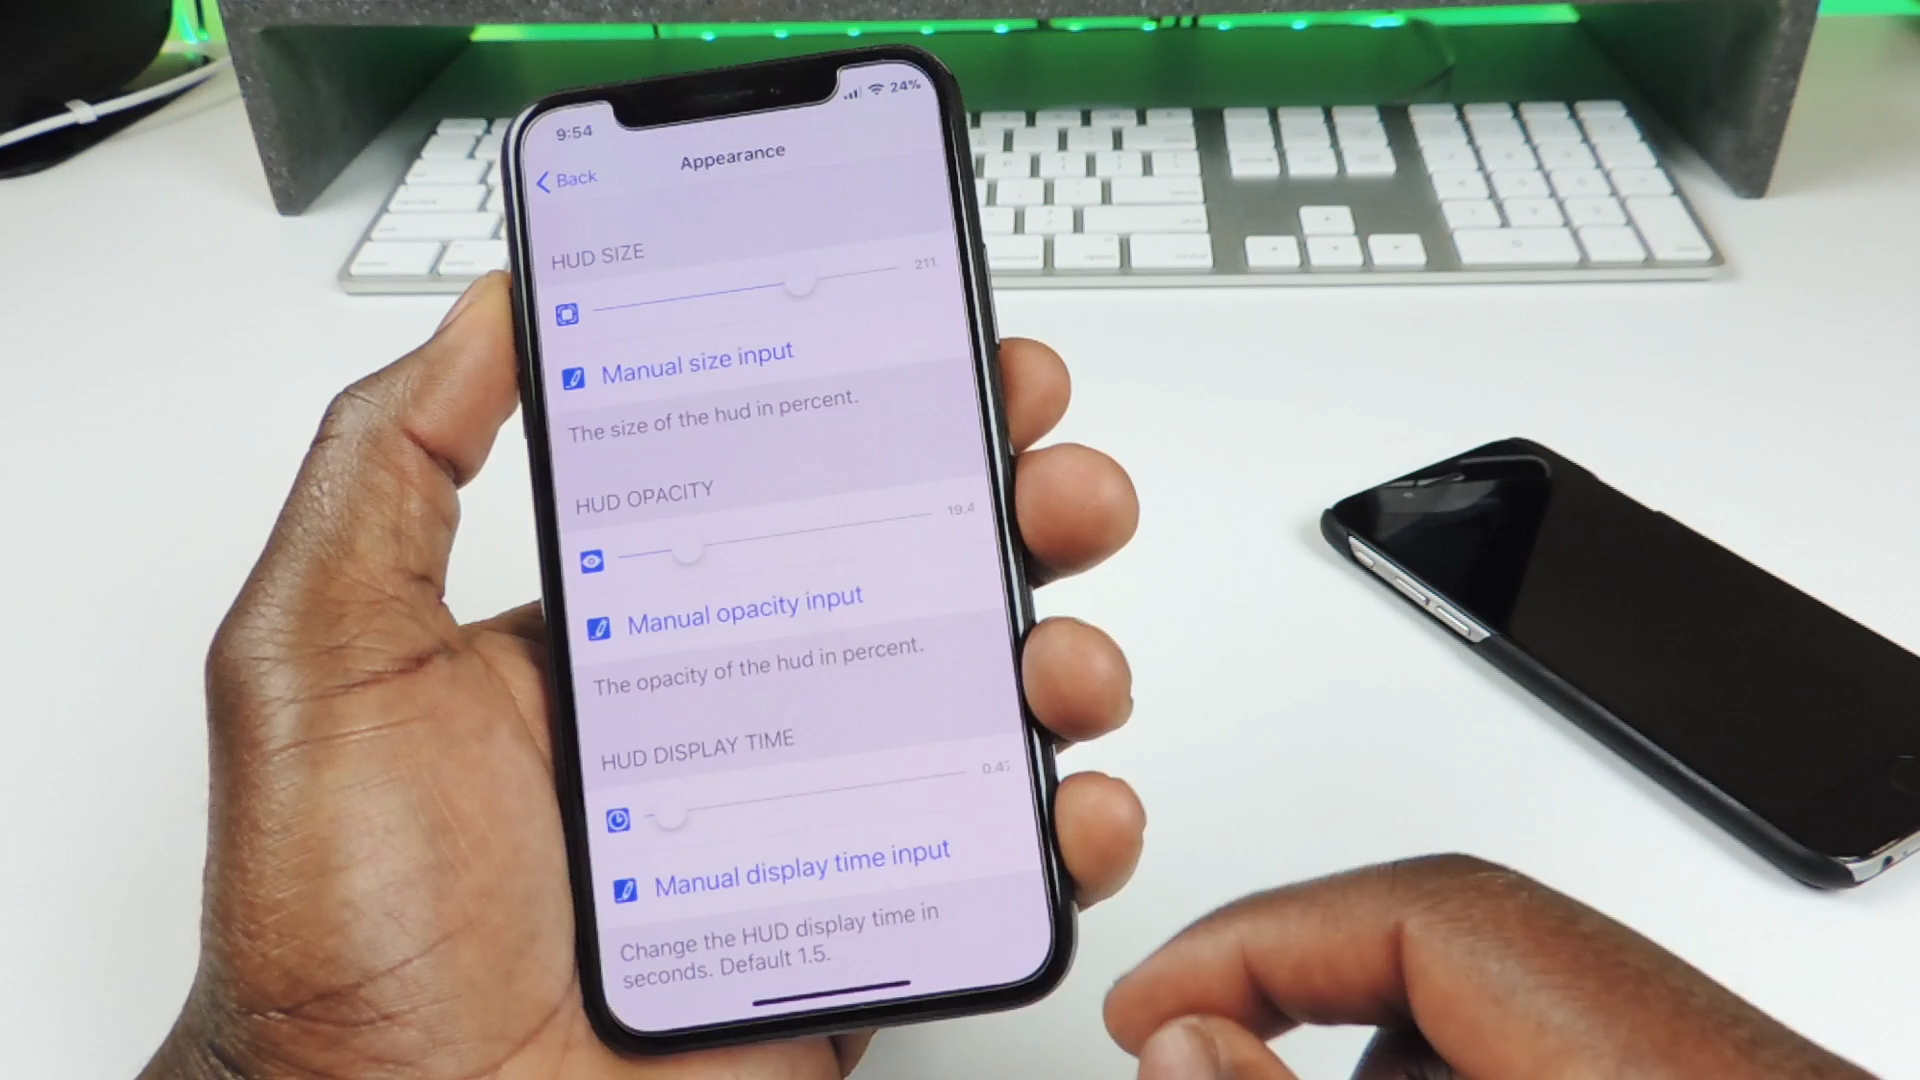 9:54
24%
Back
Appearance
HUD SIZE
211.
Manual size input
The size of the hud in percent.
HUD OPACITY
19.4
Manual opacity input
The opacity of the hud in percent.
HUD DISPLAY TIME
0.47
Manual display time input
Change the HUD display time in
seconds. Default 1.5.